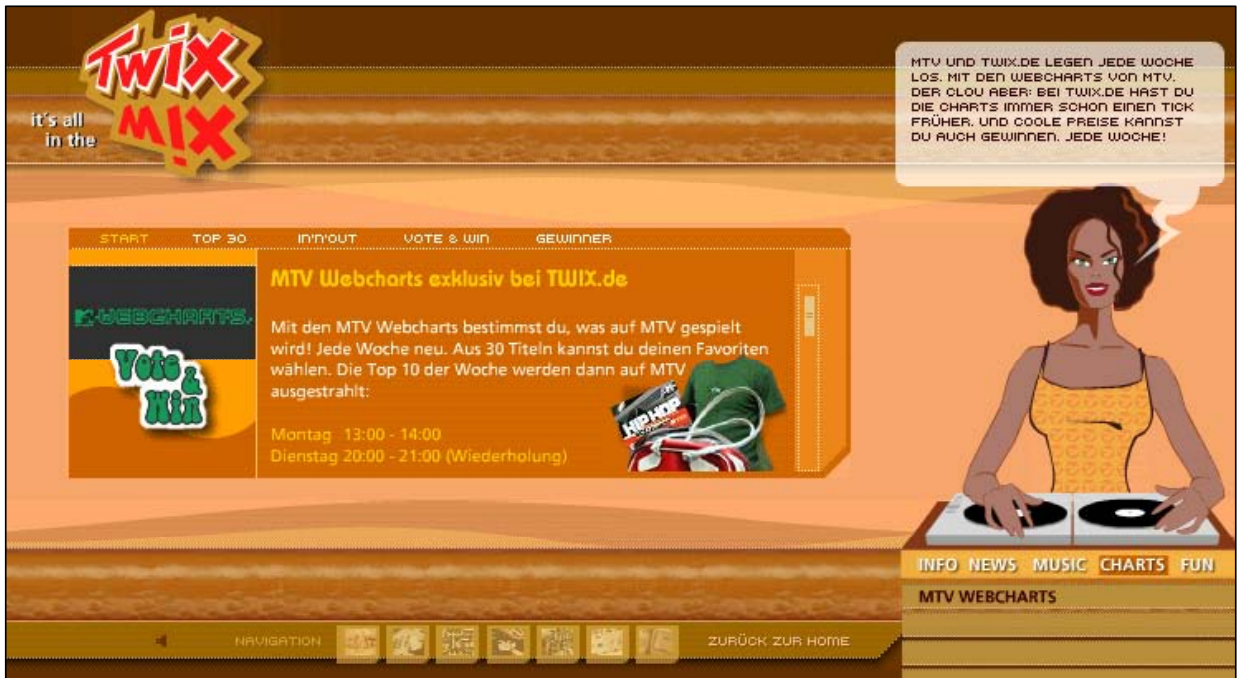 Twix
MIX
it's all
in the
MTV UND TWIX.DE LEGEN JEDE WOCHE
LOS. MIT DEN WEBCHARTS VON MTV.
DER CLOU ABER: BEI TWIX.DE HAST DU
DIE CHARTS IMMER SCHON EINEN TICK
FRÜHER. UND COOLE PREISE KANNST
DU AUCH GEWINNEN. JEDE WOCHE!
START TOP 30 IN'N'OUT VOTE & WIN GEWINNER
WEBCHARTS.
Vote
&
Win
MTV Webcharts exklusiv bei TWIX.de
Mit den MTV Webcharts bestimmst du, was auf MTV gespielt
wird! Jede Woche neu. Aus 30 Titeln kannst du deinen Favoriten
wählen. Die Top 10 der Woche werden dann auf MTV
ausgestrahlt:
Montag 13:00 - 14:00
Dienstag 20:00 - 21:00 (Wiederholung)
HIP HOP
INFO NEWS MUSIC CHARTS FUN
MTV WEBCHARTS
NAVIGATION
ZURÜCK ZUR HOME